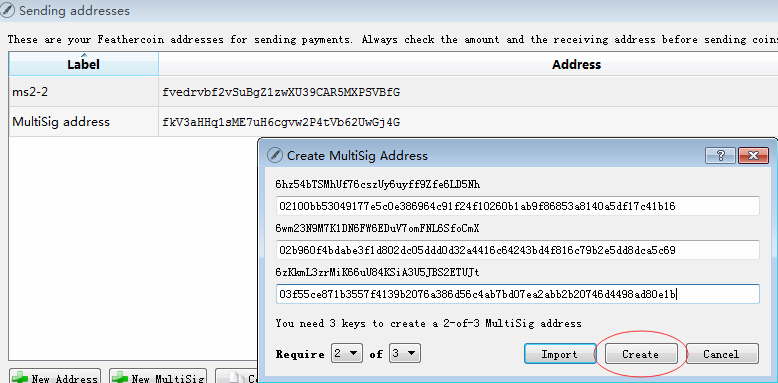 Sending addresses
These are your Feathercoin addresses for sending payments. Always check the amount and the receiving address before sending coins
Label Address
ms2-2 fvedrvbf2vSuBgZ1zwXU39CAR5MXPSVBfG
MultiSig address fkV3aHHq1sME7uH6cgvw2P4tVb62UwGj4G
Create MultiSig Address
6hz54bTSMhUf76cszUy6uyff9Zfe6LD5Nh
02100bb53049177e5c0e386964c91f24f10260b1ab9f86853a8140a5df17c41b16
6wm23N9M7K1DN6FW6EDuV7omFNL6SfoCmX
02b960f4bdabe3f1d802dc05ddd0d32a4416c64243bd4f816c79b2e5dd8dca5c69
6zKkmL3zrMiK66uU84KSiA3U5JBS2ETUJt
03f55ce871b3557f4139b2076a386d56c4ab7bd07ea2abb2b20746d4498ad80e1b
You need 3 keys to create a 2-of-3 MultiSig address
Require 2 of 3 Import Create Cancel
New Address New MultiSig